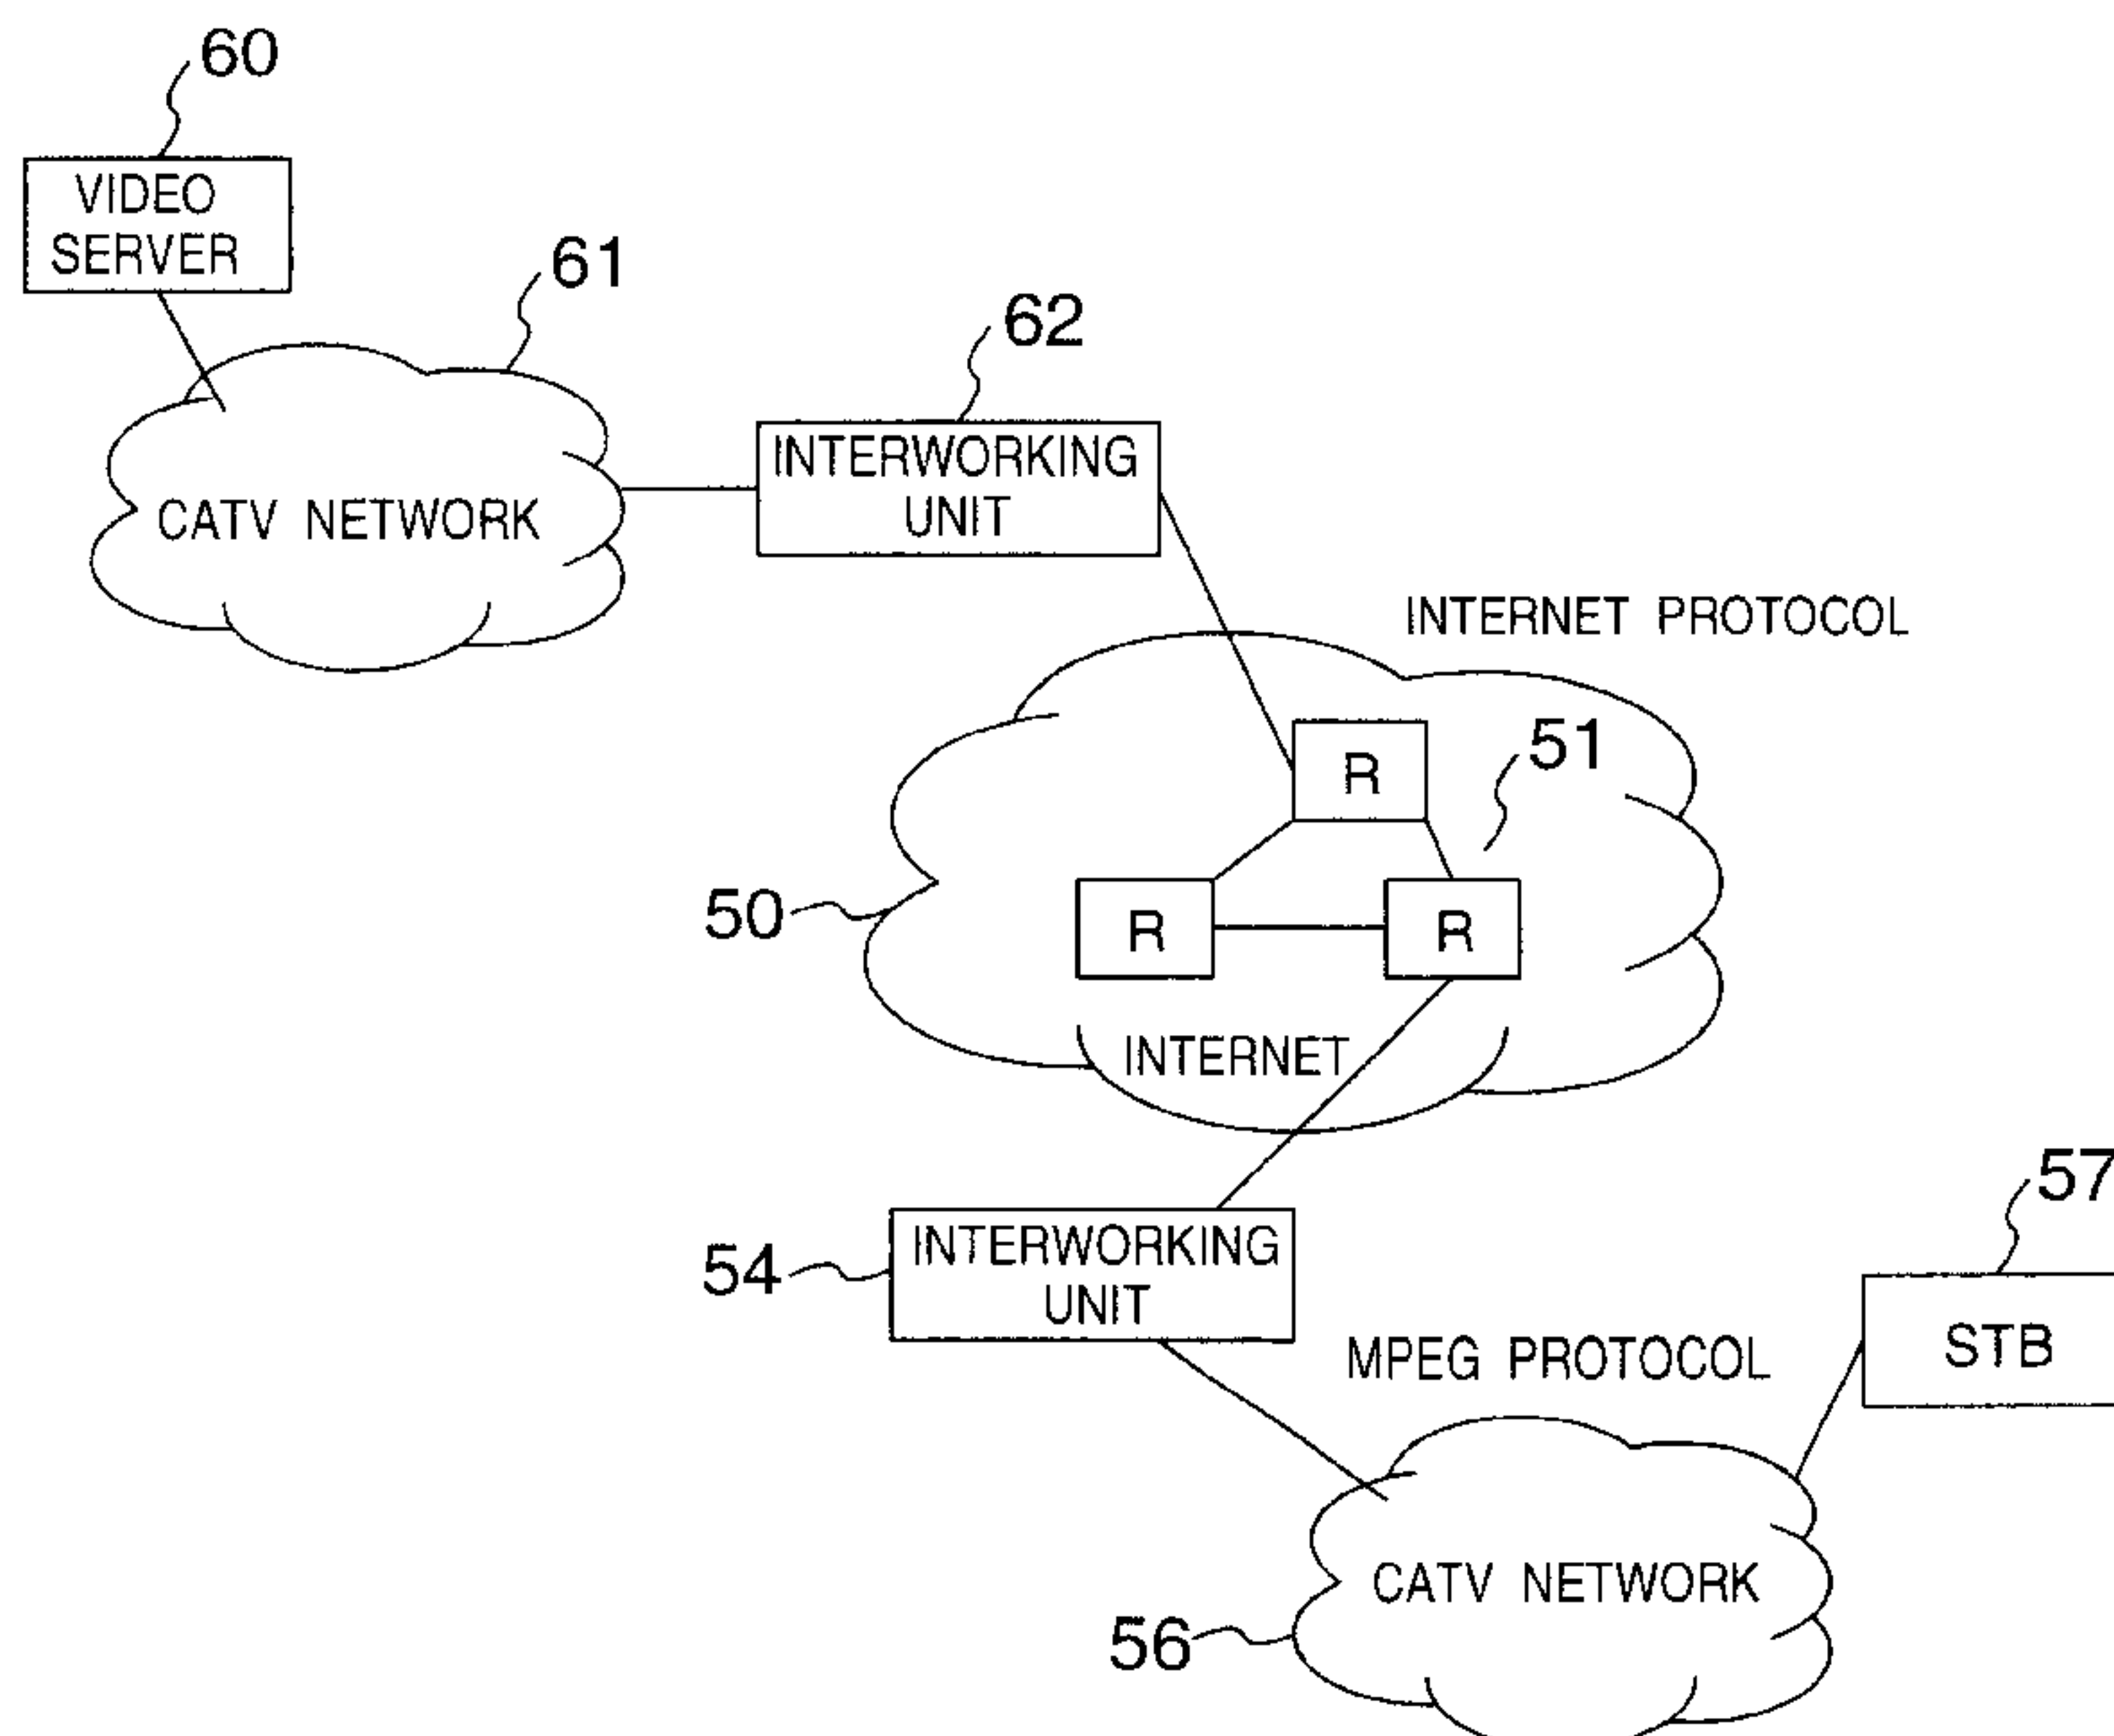 60
VIDEO
SERVER
61
62
CATV NETWORK
INTERWORKING
UNIT
INTERNET PROTOCOL
51
R
50
R
R
INTERNET
57
54
INTERWORKING
UNIT
MPEG PROTOCOL
STB
CATV NETWORK
56